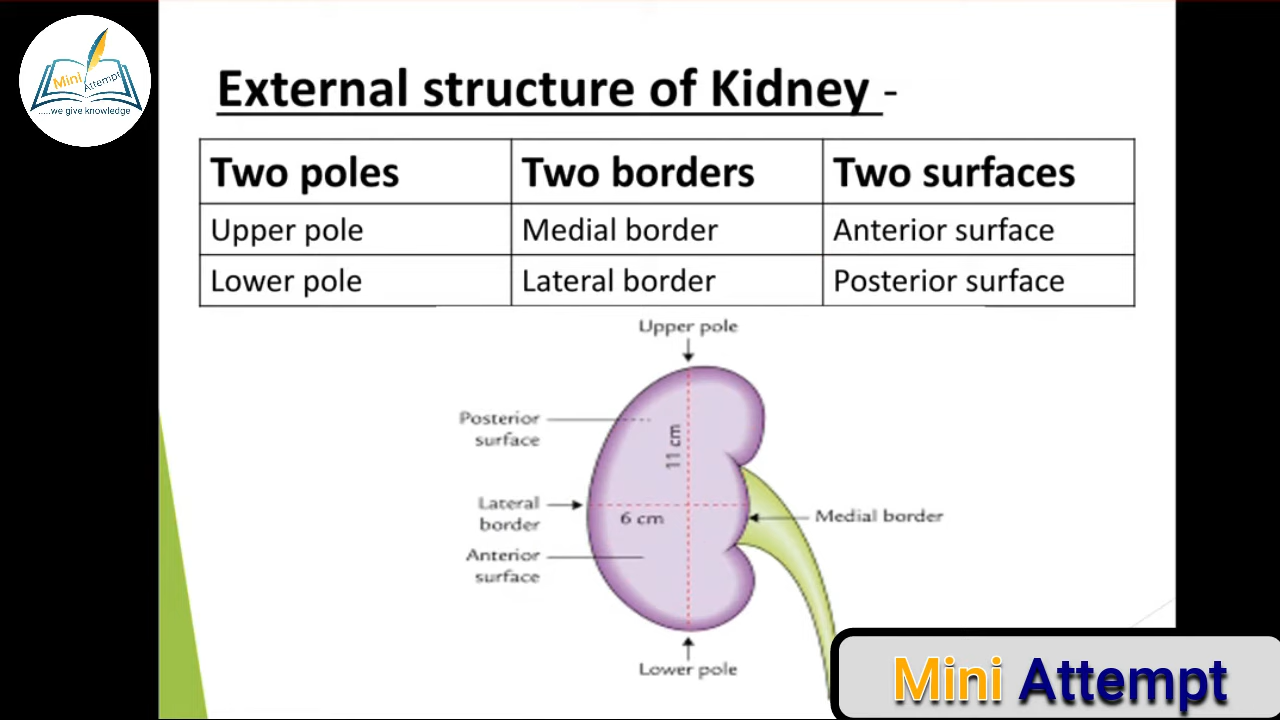 Mini Attempt
.....we give knowledge
External structure of Kidney -
Two poles Two borders Two surfaces
Upper pole Medial border Anterior surface
Lower pole Lateral border Posterior surface
Upper pole
Posterior
surface
11 cm
Lateral
border
6 cm
Medial border
Anterior
surface
Lower pole
Mini Attempt